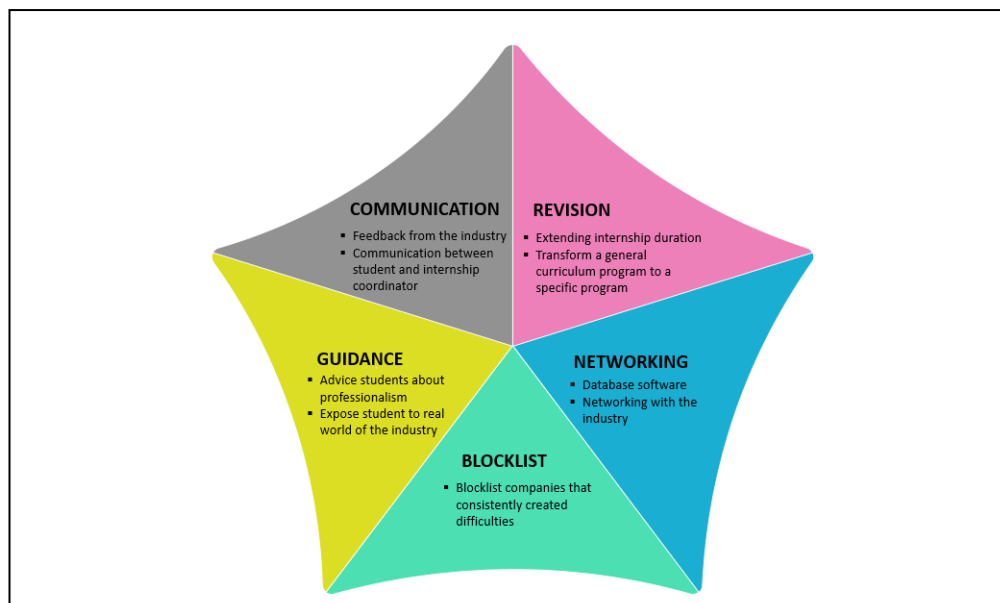 COMMUNICATION
▪ Feedback from the industry
▪ Communication between
student and internship
coordinator
REVISION
▪ Extending internship duration
▪ Transform a general
curriculum program to a
specific program
GUIDANCE
▪ Advice students about
professionalism
▪ Expose student to real
world of the industry
NETWORKING
▪ Database software
▪ Networking with the
industry
BLOCKLIST
▪ Blocklist companies that
consistently created
difficulties